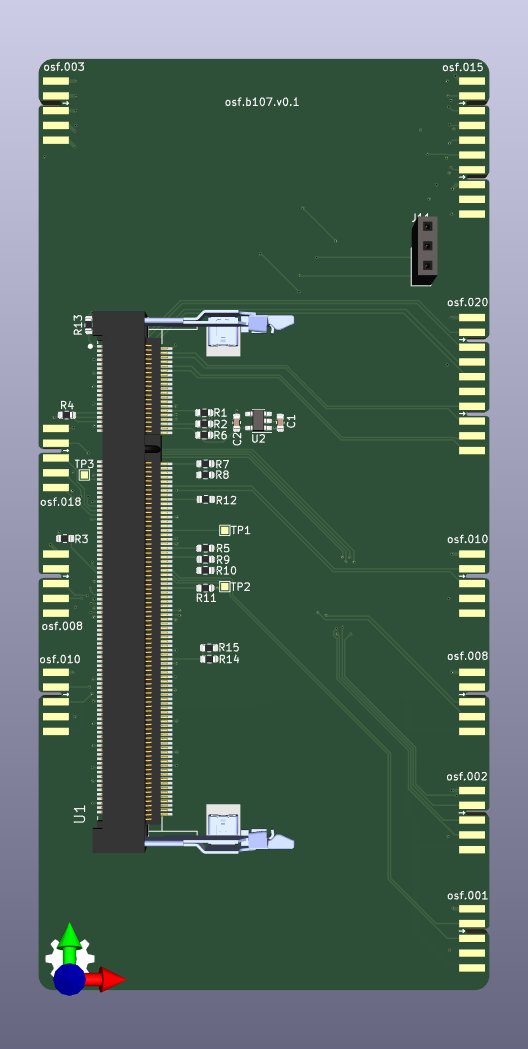 osf.003
osf.015
osf.b107.v0.1
J11
osf.020
R13
R4
R1
R2
R6
C2
U2
C1
TP3
R7
R8
osf.018
R12
TP1
R3
R5
R9
R10
osf.010
TP2
R11
osf.008
R15
R14
osf.010
osf.008
osf.002
U1
osf.001